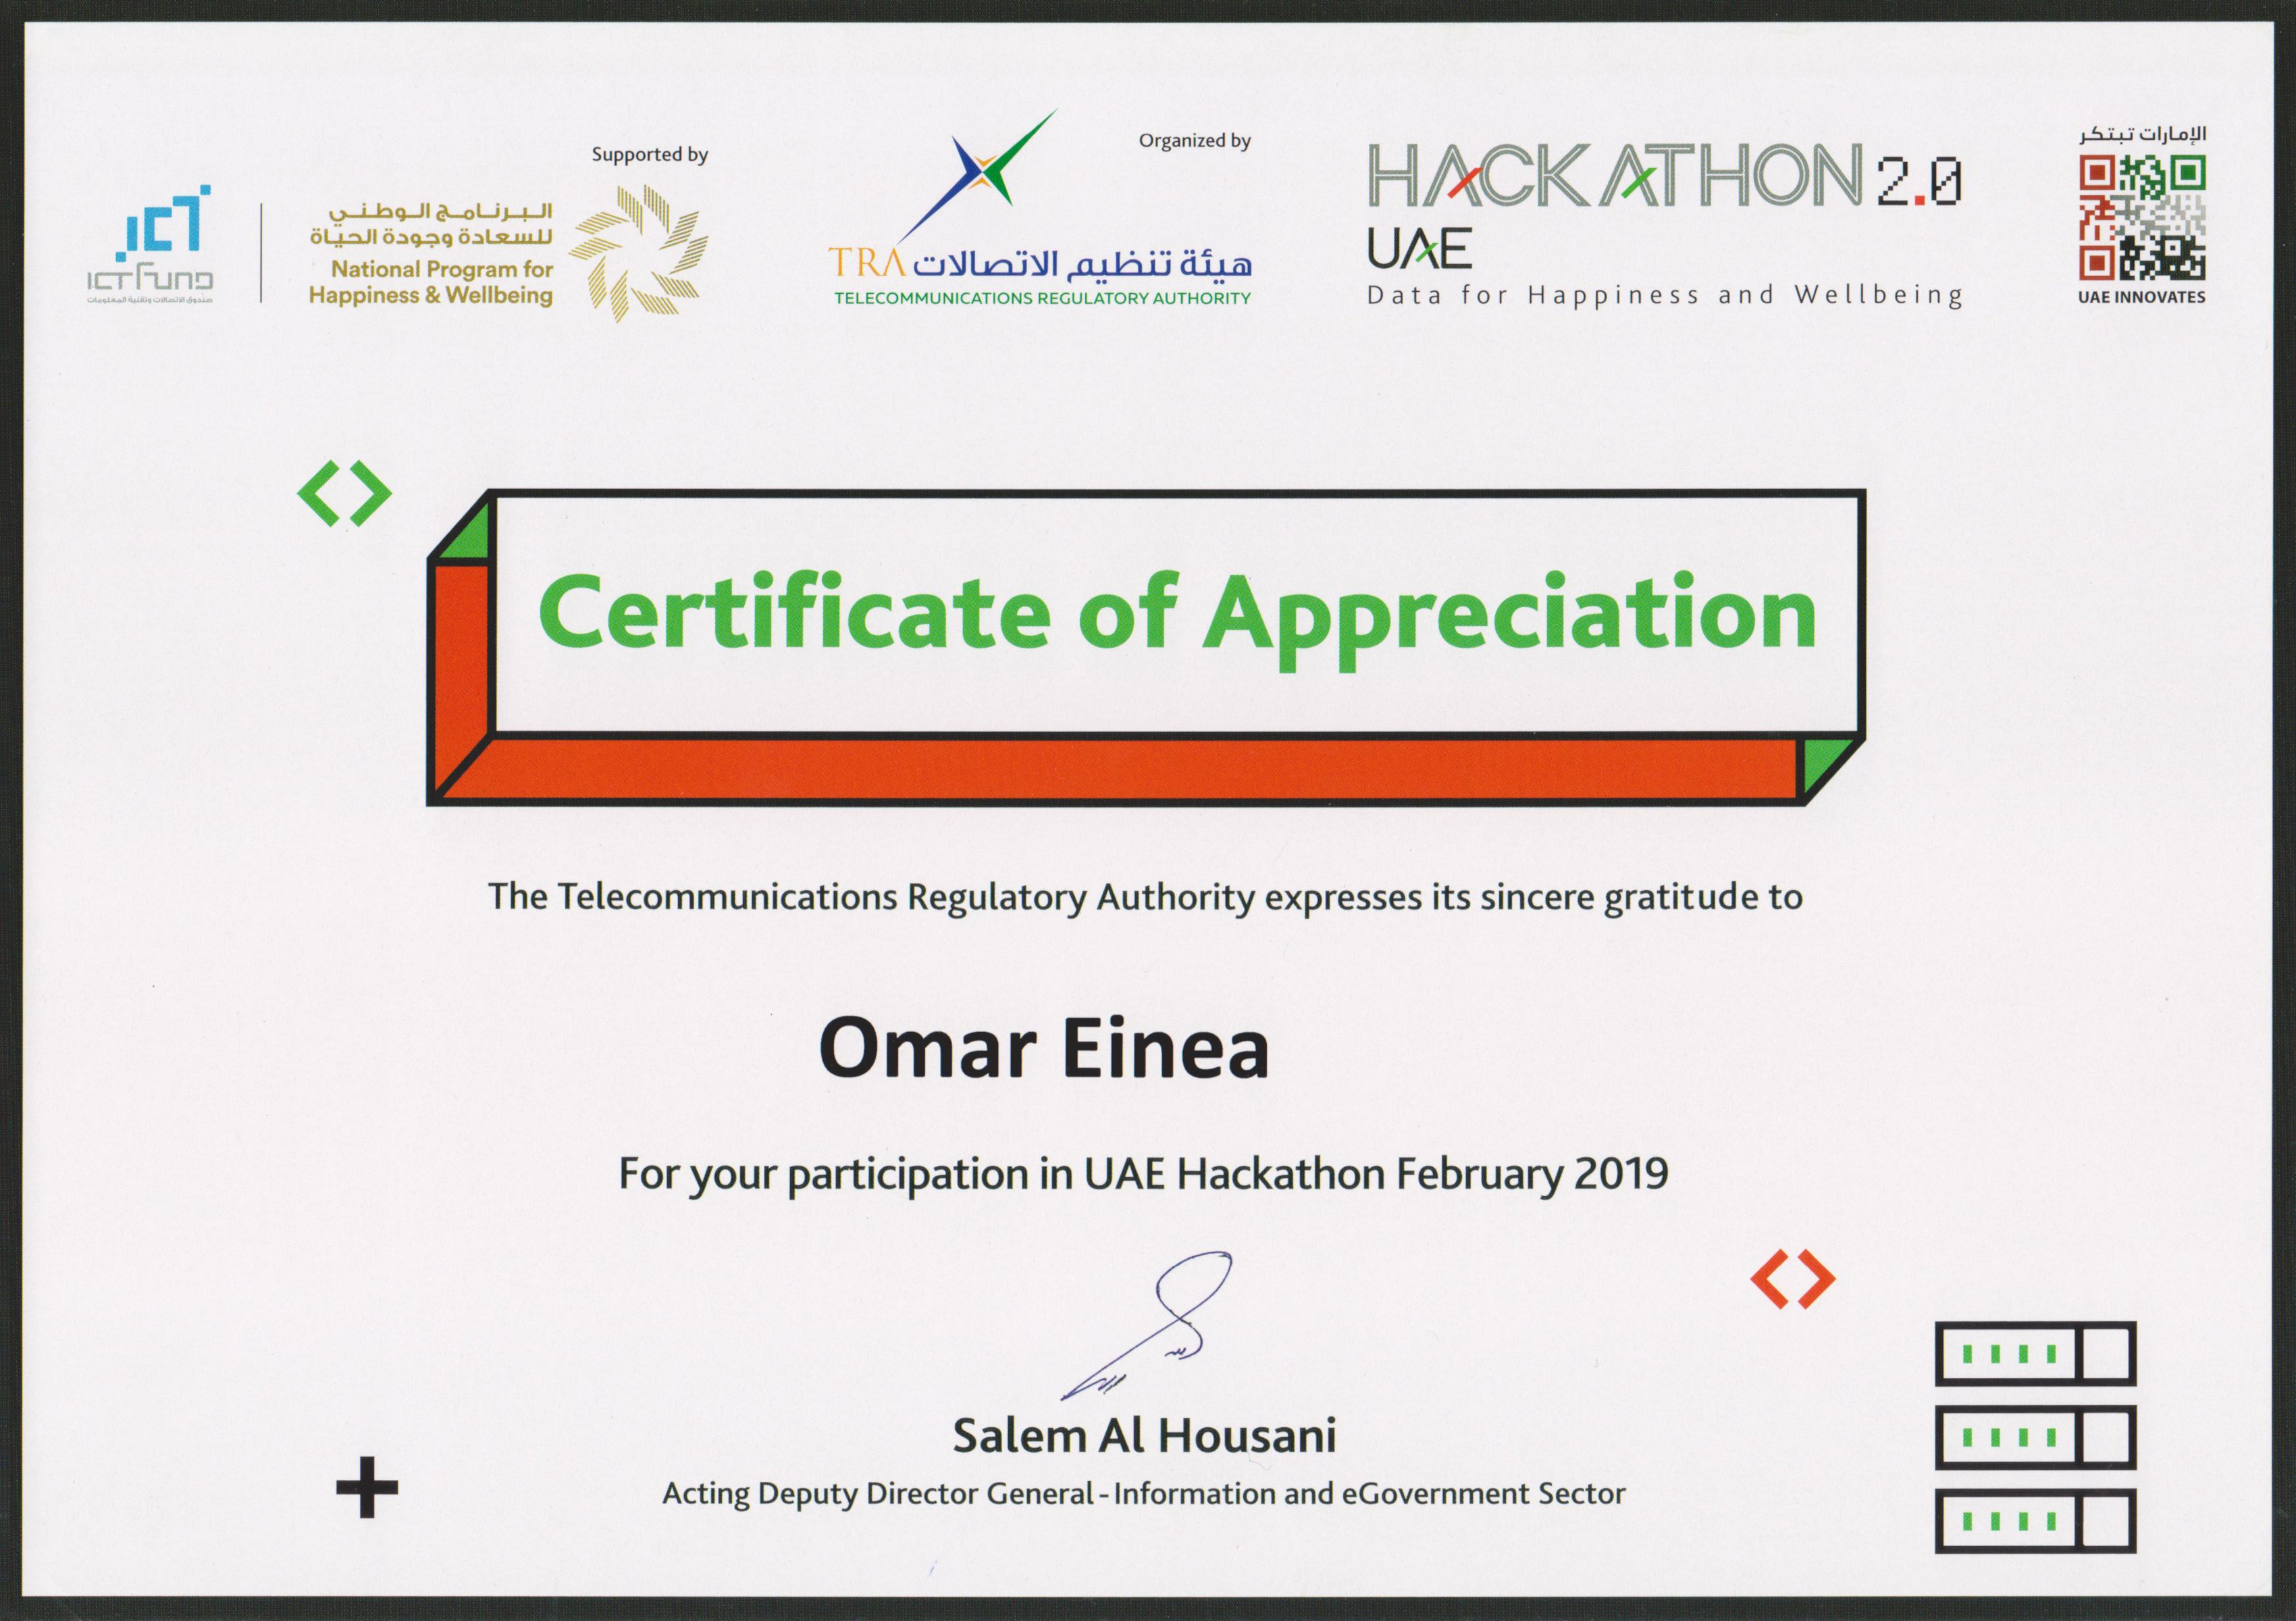 Supported by
ICT Fund
صندوق الاتصالات وتقنية المعلومات
البرنامج الوطني
للسعادة وجودة الحياة
National Program for
Happiness & Wellbeing
Organized by
TRA هيئة تنظيم الاتصالات
TELECOMMUNICATIONS REGULATORY AUTHORITY
HACKATHON 2.0
UAE
Data for Happiness and Wellbeing
الإمارات تبتكر
UAE INNOVATES
Certificate of Appreciation
The Telecommunications Regulatory Authority expresses its sincere gratitude to
Omar Einea
For your participation in UAE Hackathon February 2019
Salem Al Housani
Acting Deputy Director General - Information and eGovernment Sector